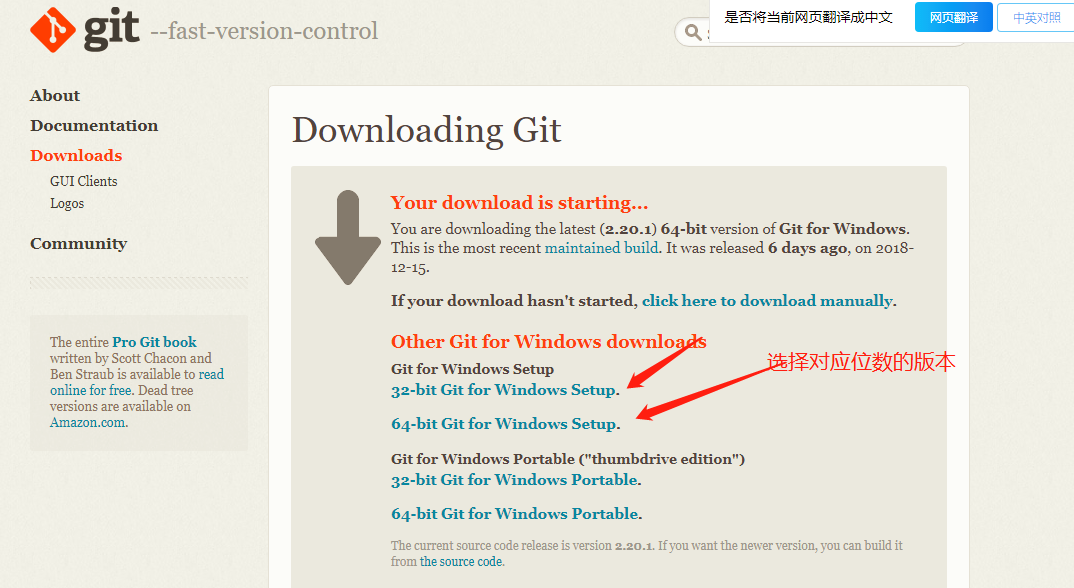 git --fast-version-control
是否将当前网页翻译成中文
网页翻译
中英对照
About
Documentation
Downloads
GUI Clients
Logos
Community
The entire Pro Git book
written by Scott Chacon and
Ben Straub is available to read
online for free. Dead tree
versions are available on
Amazon.com.
Downloading Git
Your download is starting...
You are downloading the latest (2.20.1) 64-bit version of Git for Windows.
This is the most recent maintained build. It was released 6 days ago, on 2018-
12-15.
If your download hasn't started, click here to download manually.
Other Git for Windows downloads
Git for Windows Setup
32-bit Git for Windows Setup.
选择对应位数的版本
64-bit Git for Windows Setup.
Git for Windows Portable ("thumbdrive edition")
32-bit Git for Windows Portable.
64-bit Git for Windows Portable.
The current source code release is version 2.20.1. If you want the newer version, you can build it
from the source code.